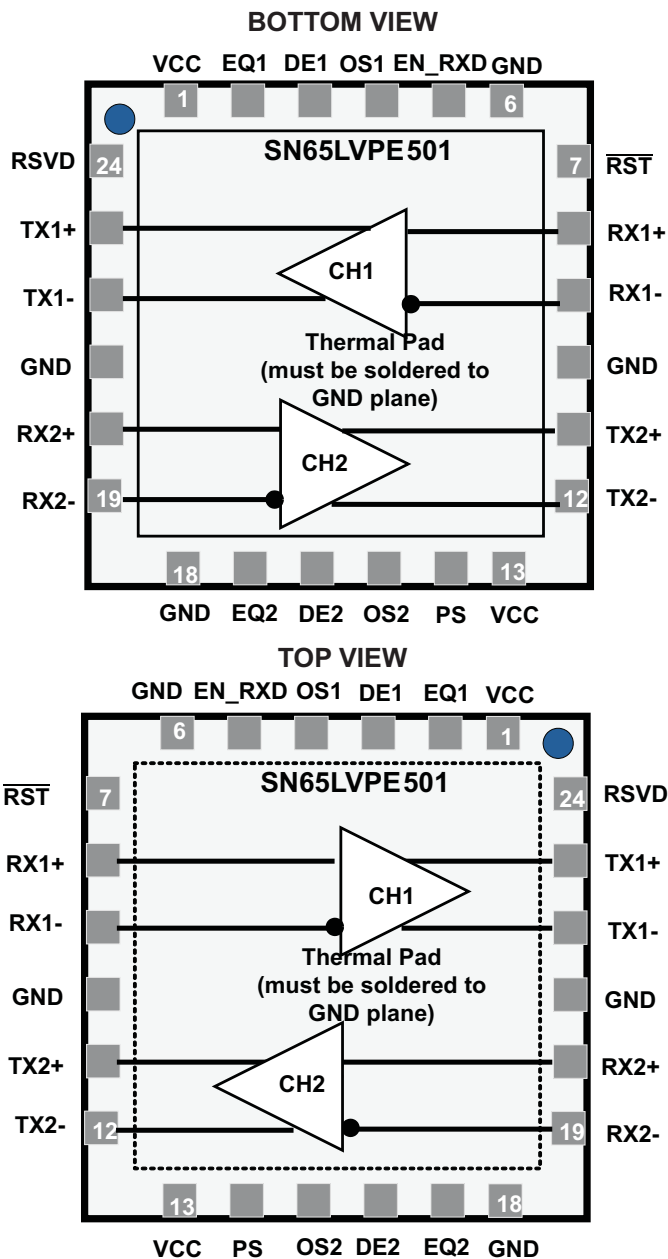 BOTTOM VIEW
VCC EQ1 DE1 OS1 EN_RXD GND
1 6
SN65LVPE501
RSVD 24 7 RST
TX1+ RX1+
CH1
TX1- RX1-
Thermal Pad
(must be soldered to
GND plane)
GND GND
RX2+ TX2+
CH2
RX2- 19 12 TX2-
18 13
GND EQ2 DE2 OS2 PS VCC
TOP VIEW
GND EN_RXD OS1 DE1 EQ1 VCC
6 1
SN65LVPE501
RST 7 24 RSVD
RX1+ TX1+
CH1
RX1- TX1-
Thermal Pad
(must be soldered to
GND plane)
GND GND
TX2+ RX2+
CH2
TX2- 12 19 RX2-
13 18
VCC PS OS2 DE2 EQ2 GND